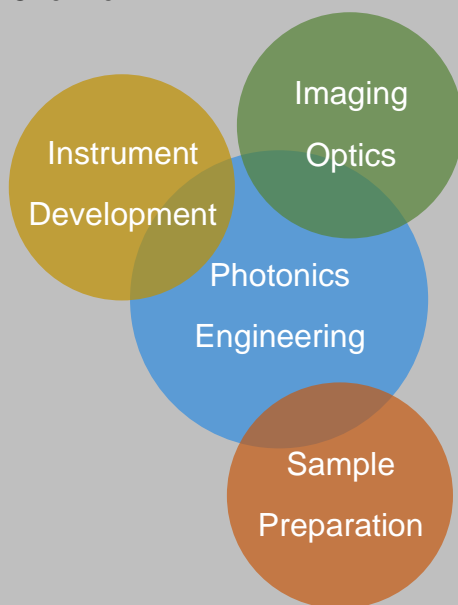 Imaging
Optics
Instrument
Development
Photonics
Engineering
Sample
Preparation